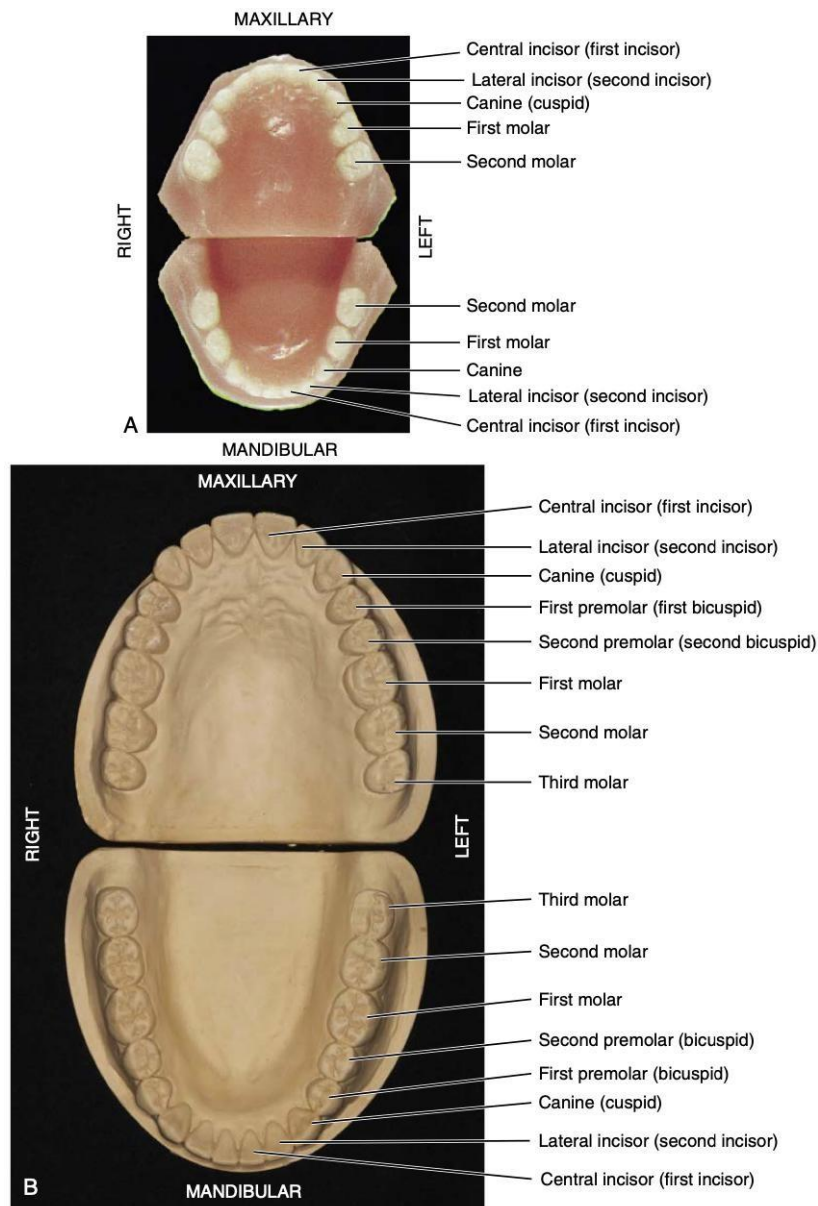 MAXILLARY
Central incisor (first incisor)
Lateral incisor (second incisor)
Canine (cuspid)
First molar
Second molar
RIGHT
LEFT
Second molar
First molar
Canine
Lateral incisor (second incisor)
Central incisor (first incisor)
A
MANDIBULAR
MAXILLARY
Central incisor (first incisor)
Lateral incisor (second incisor)
Canine (cuspid)
First premolar (first bicuspid)
Second premolar (second bicuspid)
First molar
Second molar
Third molar
RIGHT
LEFT
Third molar
Second molar
First molar
Second premolar (bicuspid)
First premolar (bicuspid)
Canine (cuspid)
Lateral incisor (second incisor)
Central incisor (first incisor)
B
MANDIBULAR